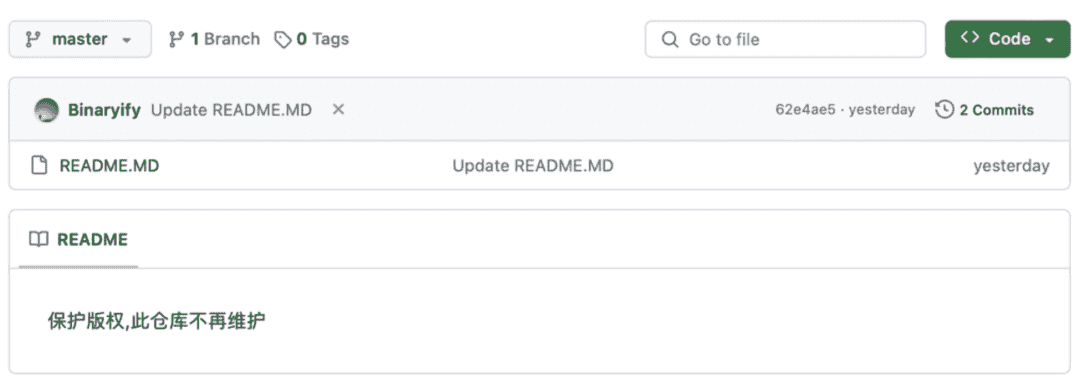 master 1 Branch 0 Tags Go to file Code
Binaryify Update README.MD 62e4ae5 · yesterday 2 Commits
README.MD Update README.MD yesterday
README
保护版权,此仓库不再维护